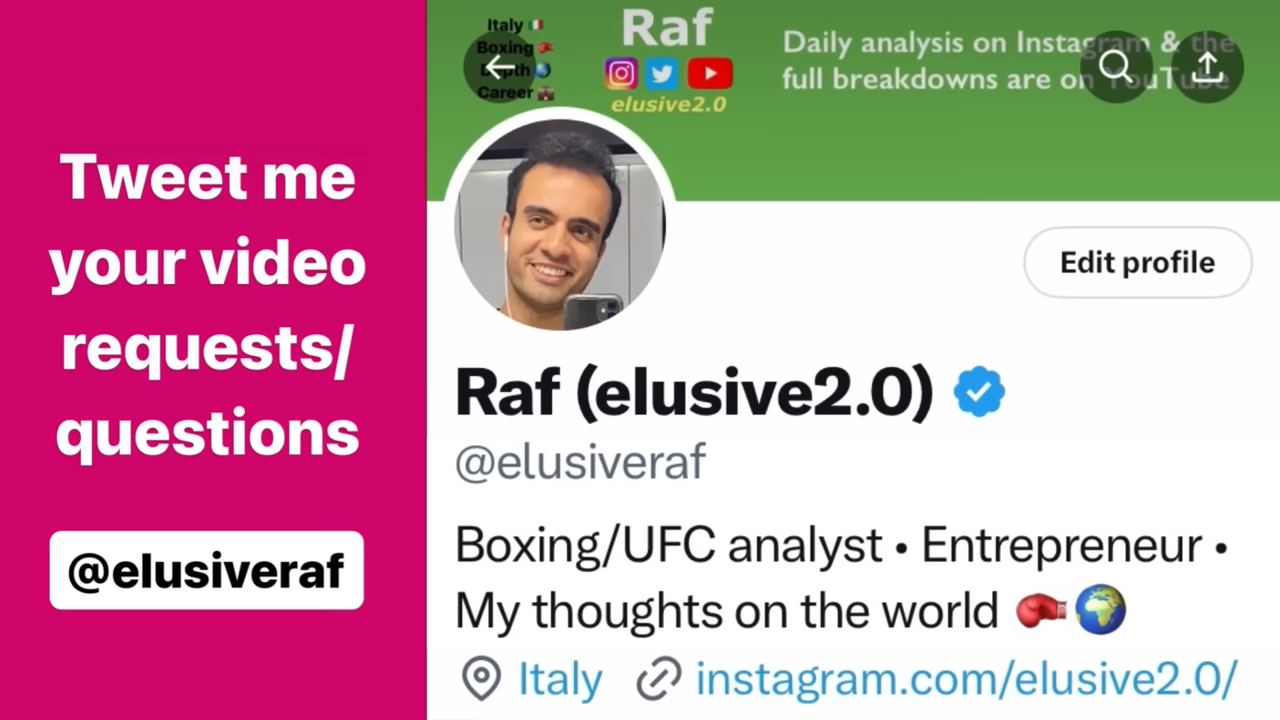 Tweet me
your video
requests/
questions
@elusiveraf
Italy 🇮🇹
Boxing 🥊
Depth 🌍
Career 💼
Raf
elusive2.0
Daily analysis on Instagram & the
full breakdowns are on YouTube
Edit profile
Raf (elusive2.0)
@elusiveraf
Boxing/UFC analyst • Entrepreneur •
My thoughts on the world 🥊🌍
Italy instagram.com/elusive2.0/